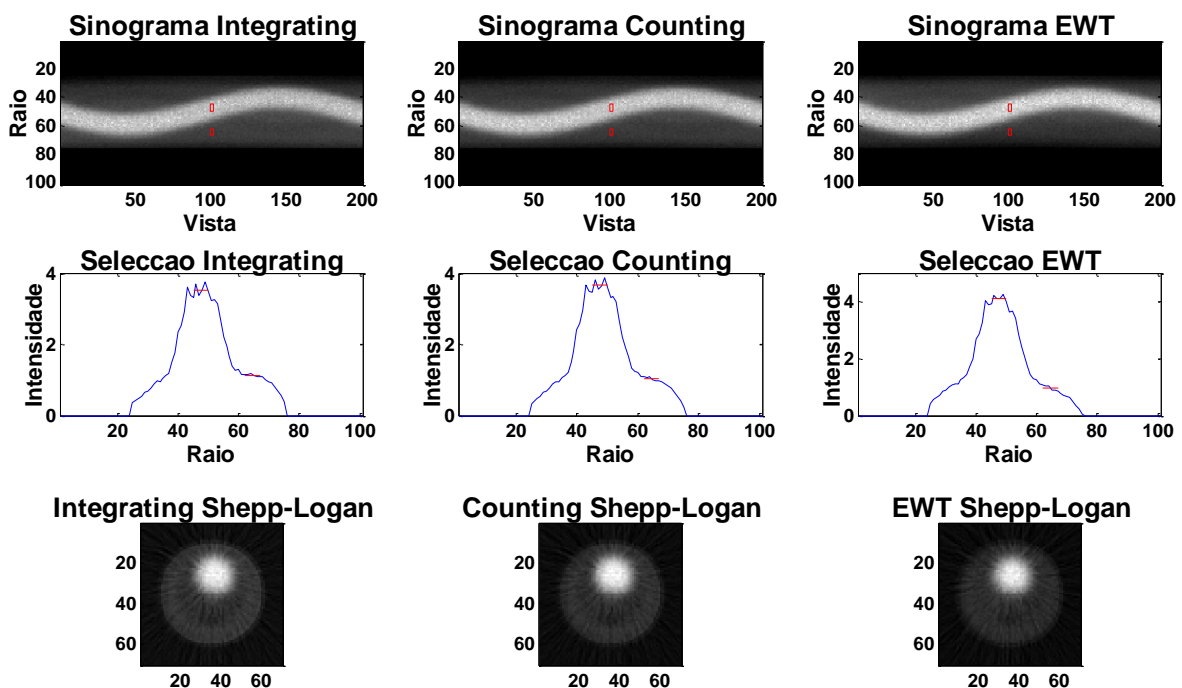 Sinograma Integrating Sinograma Counting Sinograma EWT
20 20 20
Raio 40 Raio 40 Raio 40
60 60 60
80 80 80
100 100 100
50 100 150 200 50 100 150 200 50 100 150 200
Vista Vista Vista
Seleccao Integrating Seleccao Counting Seleccao EWT
4 4 4
Intensidade 2 Intensidade 2 Intensidade 2
0 0 0
20 40 60 80 100 20 40 60 80 100 20 40 60 80 100
Raio Raio Raio
Integrating Shepp-Logan Counting Shepp-Logan EWT Shepp-Logan
20 20 20
40 40 40
60 60 60
20 40 60 20 40 60 20 40 60